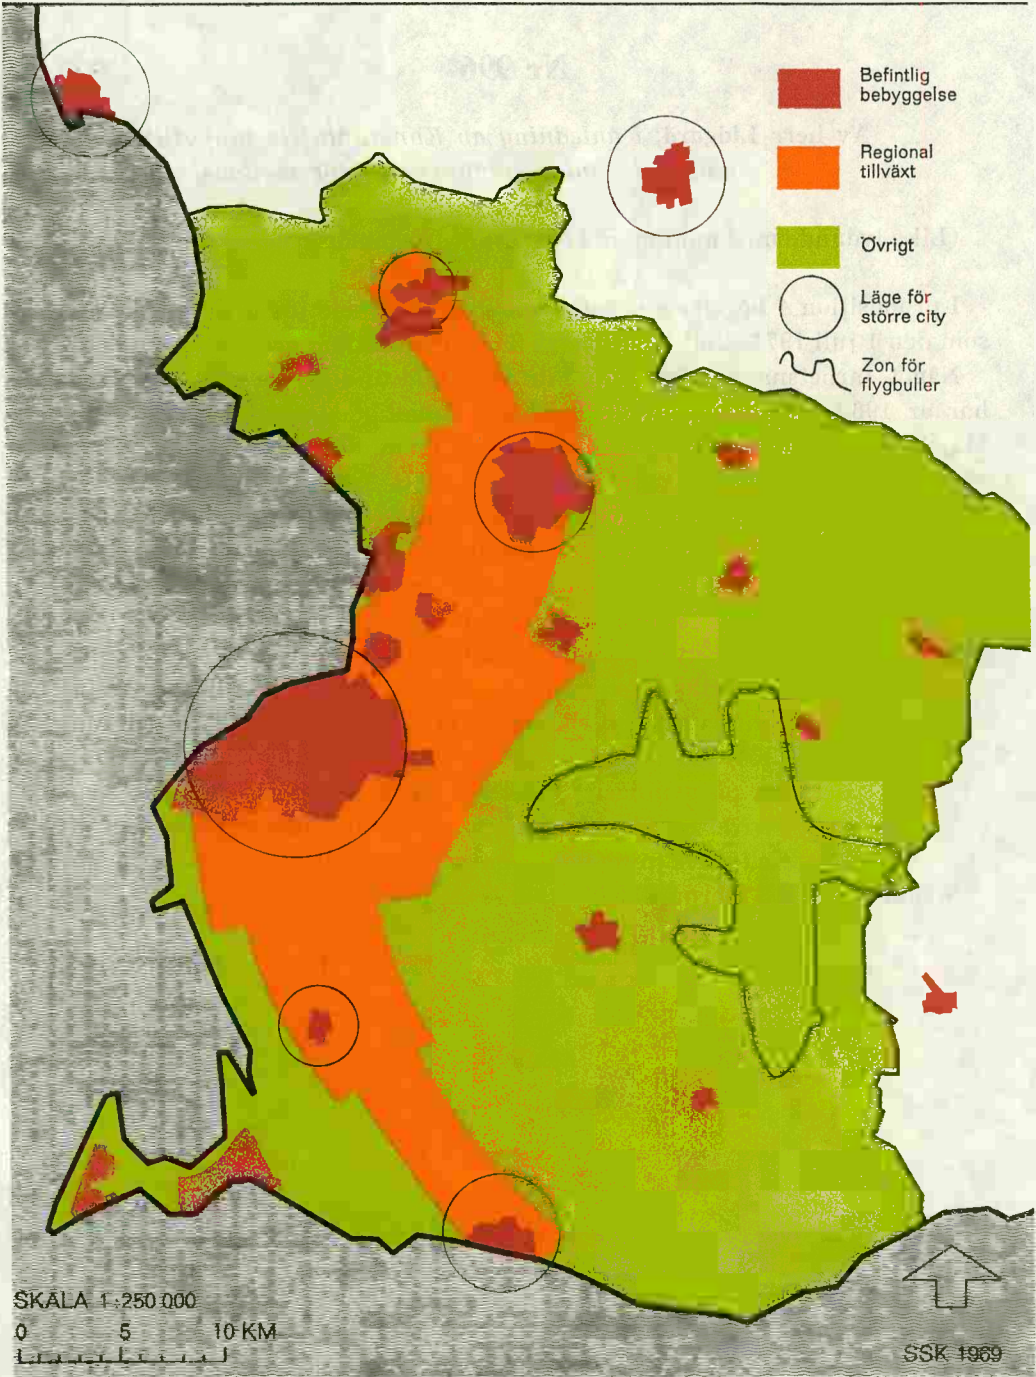 Befintlig
bebyggelse
Regional
tillväxt
Övrigt
Läge för
större city
Zon för
flygbuller
SKALA 1:250 000
0 5 10 KM
SSK 1969